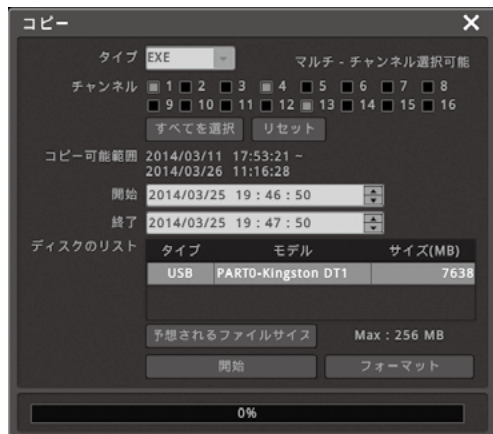 コピー
タイプ EXE マルチ - チャンネル選択可能
チャンネル 1 2 3 4 5 6 7 8
9 10 11 12 13 14 15 16
すべてを選択 リセット
コピー可能範囲 2014/03/11 17:53:21 ~
2014/03/26 11:16:28
開始 2014/03/25 19 : 46 : 50
終了 2014/03/25 19 : 47 : 50
ディスクのリスト タイプ モデル サイズ(MB)
USB PART0-Kingston DT1 7638
予想されるファイルサイズ Max : 256 MB
開始 フォーマット
0%